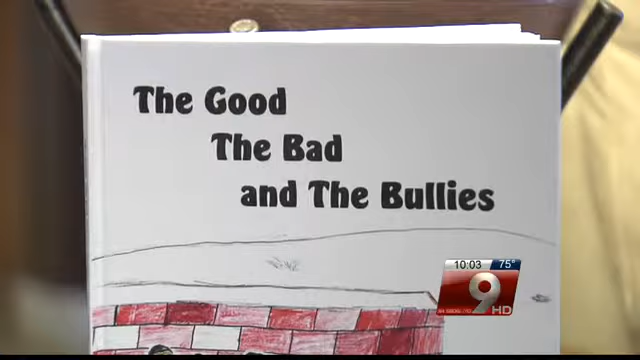 The Good
The Bad
and The Bullies
10:03 75°
9
HD